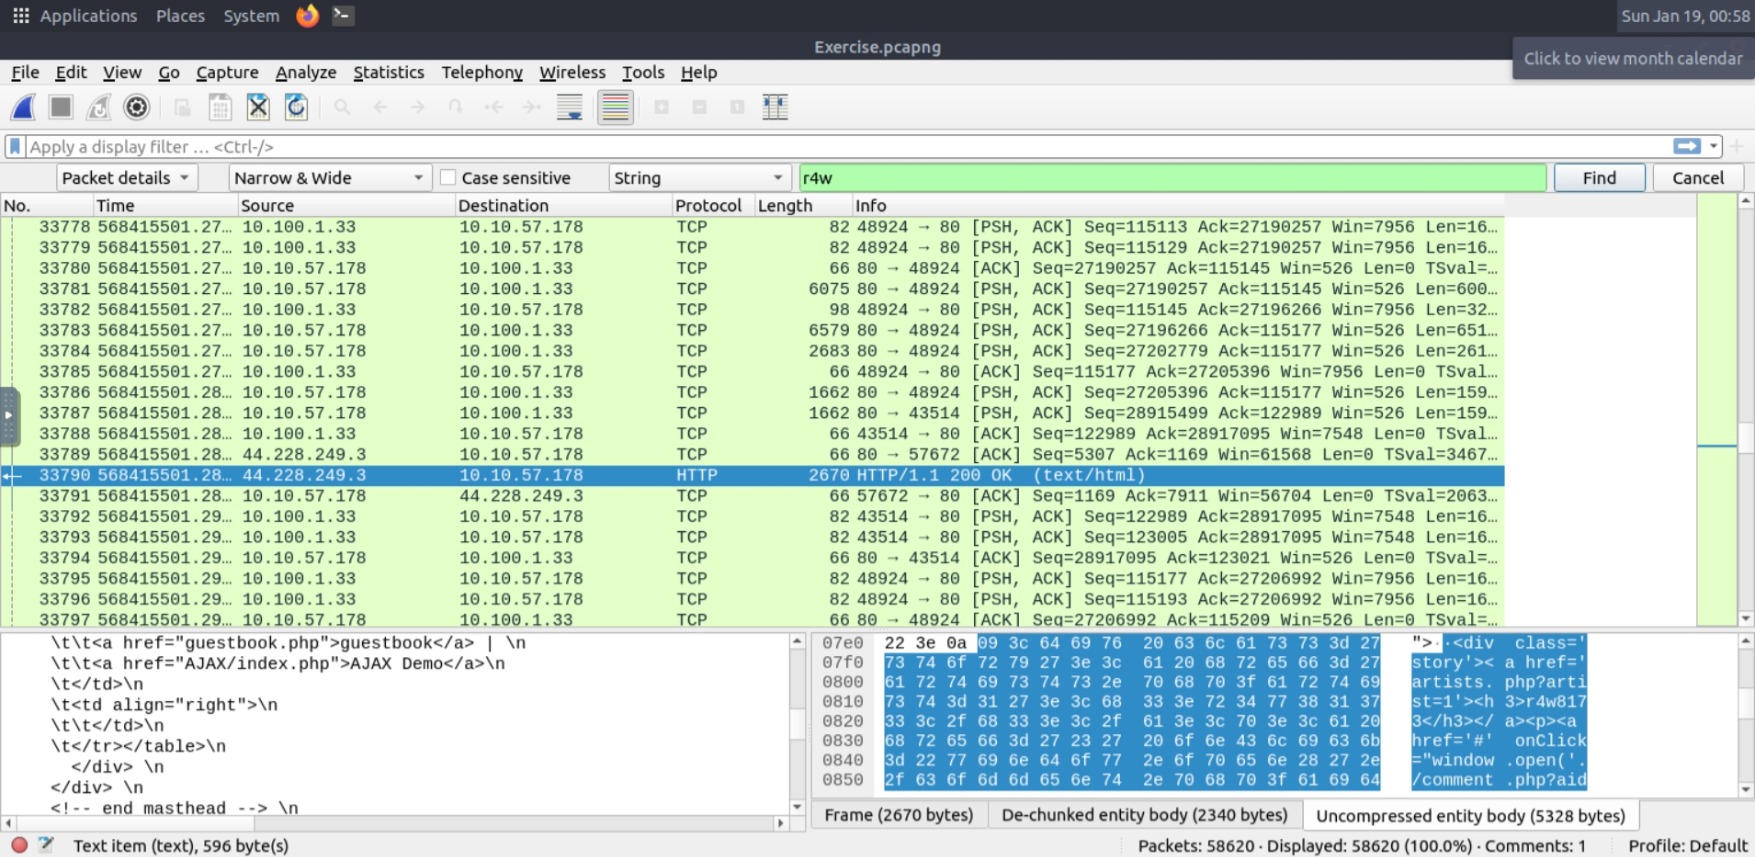 Applications Places System Sun Jan 19, 00:58
Exercise.pcapng
Click to view month calendar
File Edit View Go Capture Analyze Statistics Telephony Wireless Tools Help
Apply a display filter … <Ctrl-/>
Packet details Narrow & Wide Case sensitive String r4w Find Cancel
No. Time Source Destination Protocol Length Info
33778 568415501.27… 10.100.1.33 10.10.57.178 TCP 82 48924 → 80 [PSH, ACK] Seq=115113 Ack=27190257 Win=7956 Len=16…
33779 568415501.27… 10.100.1.33 10.10.57.178 TCP 82 48924 → 80 [PSH, ACK] Seq=115129 Ack=27190257 Win=7956 Len=16…
33780 568415501.27… 10.10.57.178 10.100.1.33 TCP 66 80 → 48924 [ACK] Seq=27190257 Ack=115145 Win=526 Len=0 TSval=…
33781 568415501.27… 10.10.57.178 10.100.1.33 TCP 6075 80 → 48924 [PSH, ACK] Seq=27190257 Ack=115145 Win=526 Len=600…
33782 568415501.27… 10.100.1.33 10.10.57.178 TCP 98 48924 → 80 [PSH, ACK] Seq=115145 Ack=27196266 Win=7956 Len=32…
33783 568415501.27… 10.10.57.178 10.100.1.33 TCP 6579 80 → 48924 [PSH, ACK] Seq=27196266 Ack=115177 Win=526 Len=651…
33784 568415501.27… 10.10.57.178 10.100.1.33 TCP 2683 80 → 48924 [PSH, ACK] Seq=27202779 Ack=115177 Win=526 Len=261…
33785 568415501.27… 10.100.1.33 10.10.57.178 TCP 66 48924 → 80 [ACK] Seq=115177 Ack=27205396 Win=7956 Len=0 TSval…
33786 568415501.28… 10.10.57.178 10.100.1.33 TCP 1662 80 → 48924 [PSH, ACK] Seq=27205396 Ack=115177 Win=526 Len=159…
33787 568415501.28… 10.10.57.178 10.100.1.33 TCP 1662 80 → 43514 [PSH, ACK] Seq=28915499 Ack=122989 Win=526 Len=159…
33788 568415501.28… 10.100.1.33 10.10.57.178 TCP 66 43514 → 80 [ACK] Seq=122989 Ack=28917095 Win=7548 Len=0 TSval…
33789 568415501.28… 44.228.249.3 10.10.57.178 TCP 66 80 → 57672 [ACK] Seq=5307 Ack=1169 Win=61568 Len=0 TSval=3467…
33790 568415501.28… 44.228.249.3 10.10.57.178 HTTP 2670 HTTP/1.1 200 OK (text/html)
33791 568415501.28… 10.10.57.178 44.228.249.3 TCP 66 57672 → 80 [ACK] Seq=1169 Ack=7911 Win=56704 Len=0 TSval=2063…
33792 568415501.29… 10.100.1.33 10.10.57.178 TCP 82 43514 → 80 [PSH, ACK] Seq=122989 Ack=28917095 Win=7548 Len=16…
33793 568415501.29… 10.100.1.33 10.10.57.178 TCP 82 43514 → 80 [PSH, ACK] Seq=123005 Ack=28917095 Win=7548 Len=16…
33794 568415501.29… 10.10.57.178 10.100.1.33 TCP 66 80 → 43514 [ACK] Seq=28917095 Ack=123021 Win=526 Len=0 TSval=…
33795 568415501.29… 10.100.1.33 10.10.57.178 TCP 82 48924 → 80 [PSH, ACK] Seq=115177 Ack=27206992 Win=7956 Len=16…
33796 568415501.29… 10.100.1.33 10.10.57.178 TCP 82 48924 → 80 [PSH, ACK] Seq=115193 Ack=27206992 Win=7956 Len=16…
33797 568415501.29… 10.10.57.178 10.100.1.33 TCP 66 80 → 48924 [ACK] Seq=27206992 Ack=115209 Win=526 Len=0 TSval=…
\t\t<a href="guestbook.php">guestbook</a> | \n
\t\t<a href="AJAX/index.php">AJAX Demo</a>\n
\t</td>\n
\t<td align="right">\n
\t\t</td>\n
\t</tr></table>\n
</div> \n
</div> \n
<!-- end masthead --> \n
07e0 22 3e 0a 09 3c 64 69 76 20 63 6c 61 73 73 3d 27 ">··<div class='
07f0 73 74 6f 72 79 27 3e 3c 61 20 68 72 65 66 3d 27 story'>< a href='
0800 61 72 74 69 73 74 73 2e 70 68 70 3f 61 72 74 69 artists. php?arti
0810 73 74 3d 31 27 3e 3c 68 33 3e 72 34 77 38 31 37 st=1'><h 3>r4w817
0820 33 3c 2f 68 33 3e 3c 2f 61 3e 3c 70 3e 3c 61 20 3</h3></ a><p><a
0830 68 72 65 66 3d 27 23 27 20 6f 6e 43 6c 69 63 6b href='#' onClick
0840 3d 22 77 69 6e 64 6f 77 2e 6f 70 65 6e 28 27 2e ="window .open('.
0850 2f 63 6f 6d 6d 65 6e 74 2e 70 68 70 3f 61 69 64 /comment .php?aid
Frame (2670 bytes) De-chunked entity body (2340 bytes) Uncompressed entity body (5328 bytes)
Text item (text), 596 byte(s) Packets: 58620 · Displayed: 58620 (100.0%) · Comments: 1 Profile: Default